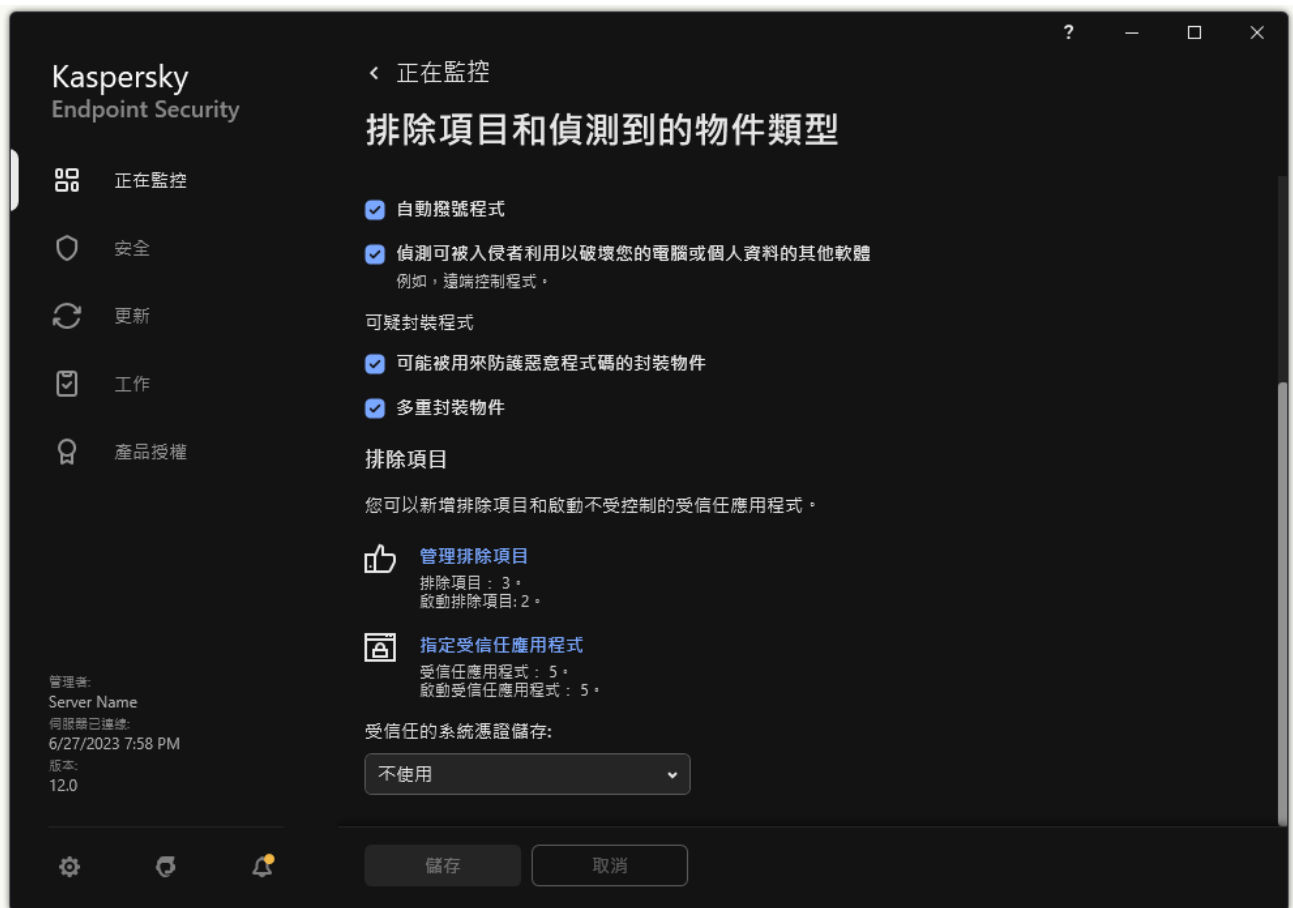 ?
Kaspersky
Endpoint Security
正在監控
安全
更新
工作
產品授權
管理者:
Server Name
伺服器已連線:
6/27/2023 7:58 PM
版本:
12.0
正在監控
排除項目和偵測到的物件類型
自動撥號程式
偵測可被入侵者利用以破壞您的電腦或個人資料的其他軟體
例如，遠端控制程式。
可疑封裝程式
可能被用來防護惡意程式碼的封裝物件
多重封裝物件
排除項目
您可以新增排除項目和啟動不受控制的受信任應用程式。
管理排除項目
排除項目： 3。
啟動排除項目: 2。
指定受信任應用程式
受信任應用程式： 5。
啟動受信任應用程式： 5。
受信任的系統憑證儲存:
不使用
儲存
取消